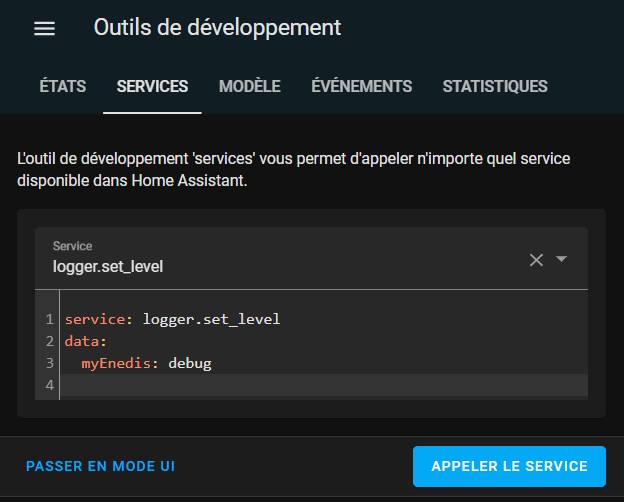 Outils de développement
ÉTATS SERVICES MODÈLE ÉVÉNEMENTS STATISTIQUES
L'outil de développement 'services' vous permet d'appeler n'importe quel service
disponible dans Home Assistant.
Service
logger.set_level
1 service: logger.set_level
2 data:
3   myEnedis: debug
4
PASSER EN MODE UI APPELER LE SERVICE